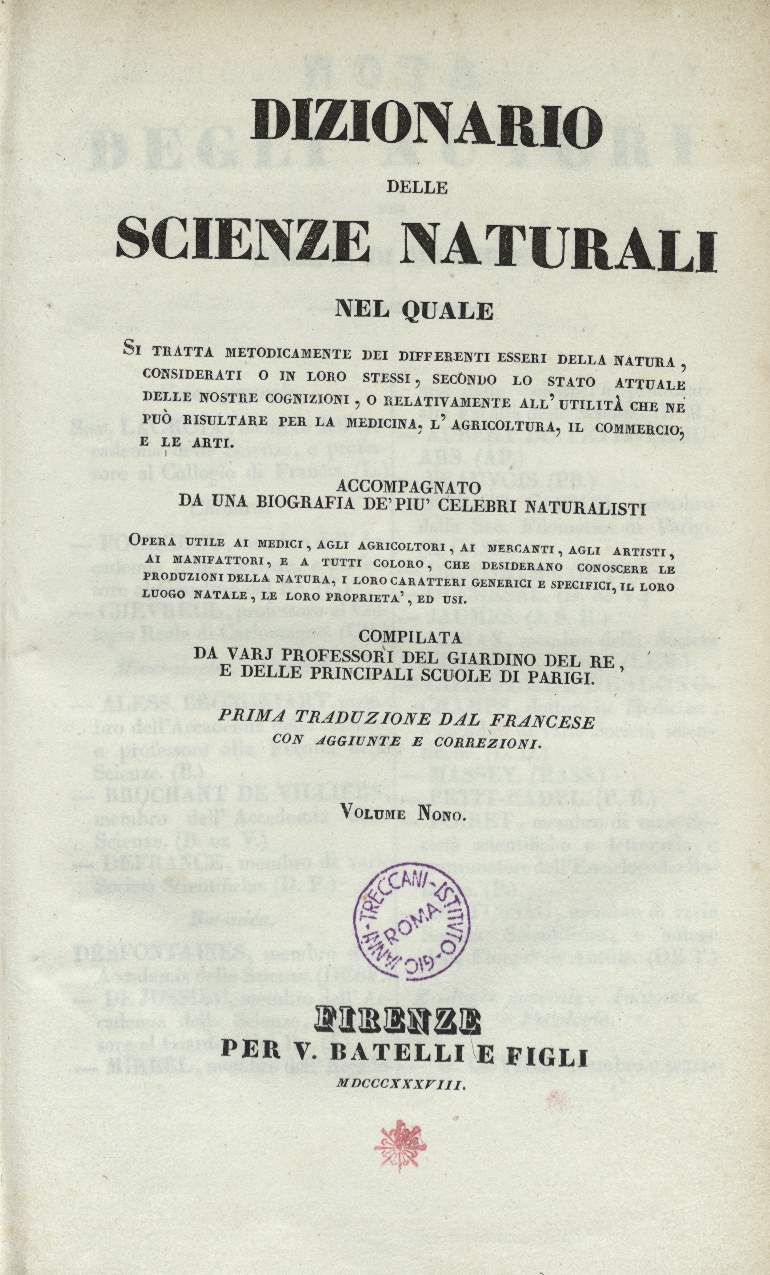 DIZIONARIO
DELLE
SCIENZE NATURALI
NEL QUALE
SI TRATTA METODICAMENTE DEI DIFFERENTI ESSERI DELLA NATURA,
CONSIDERATI O IN LORO STESSI, SECONDO LO STATO ATTUALE
DELLE NOSTRE COGNIZIONI, O RELATIVAMENTE ALL' UTILITÀ CHE NE
PUÒ RISULTARE PER LA MEDICINA, L' AGRICOLTURA, IL COMMERCIO,
E LE ARTI.
ACCOMPAGNATO
DA UNA BIOGRAFIA DE' PIU' CELEBRI NATURALISTI
OPERA UTILE AI MEDICI, AGLI AGRICOLTORI, AI MERCANTI, AGLI ARTISTI,
AI MANIFATTORI, E A TUTTI COLORO, CHE DESIDERANO CONOSCERE LE
PRODUZIONI DELLA NATURA, I LORO CARATTERI GENERICI E SPECIFICI, IL LORO
LUOGO NATALE, LE LORO PROPRIETA', ED USI.
COMPILATA
DA VARJ PROFESSORI DEL GIARDINO DEL RE,
E DELLE PRINCIPALI SCUOLE DI PARIGI.
PRIMA TRADUZIONE DAL FRANCESE
CON AGGIUNTE E CORREZIONI.
VOLUME NONO.
ISTITUTO-GIOVANNI-TRECCANI-
ROMA
FIRENZE
PER V. BATELLI E FIGLI
MDCCCXXXVIII.